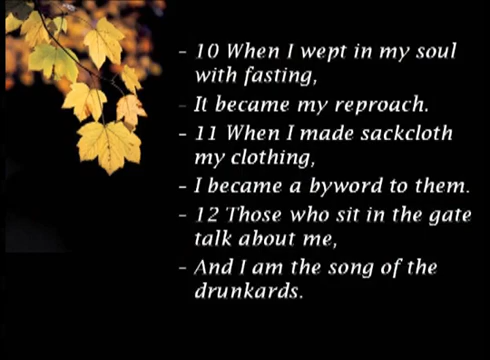 – 10 When I wept in my soul
with fasting,
– It became my reproach.
– 11 When I made sackcloth
my clothing,
– I became a byword to them.
– 12 Those who sit in the gate
talk about me,
– And I am the song of the
drunkards.